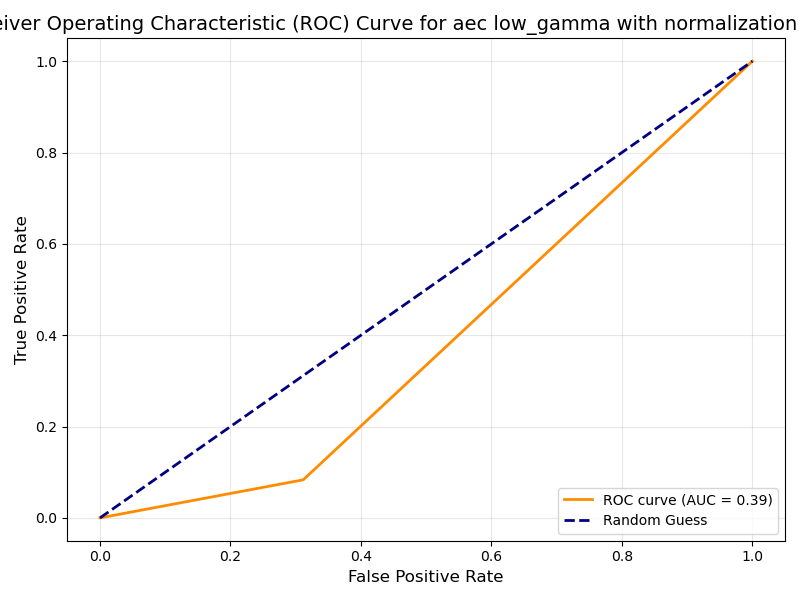 eiver Operating Characteristic (ROC) Curve for aec low_gamma with normalization
1.0
0.8
0.6
0.4
0.2
0.0
True Positive Rate
0.0 0.2 0.4 0.6 0.8 1.0
False Positive Rate
ROC curve (AUC = 0.39)
Random Guess